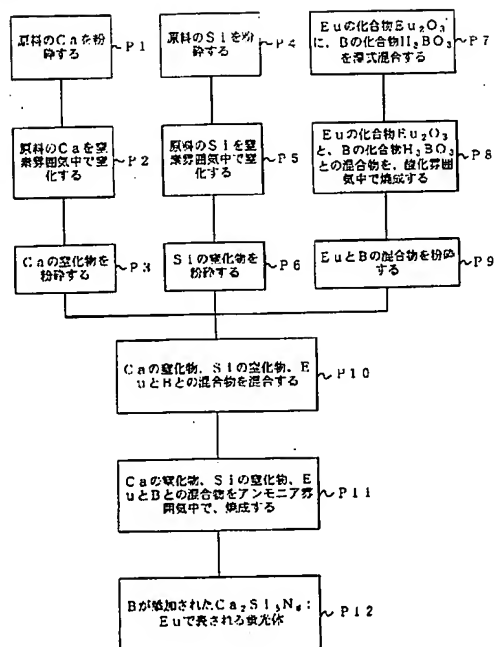 原料のCaを粉
砕する
~P1
原料のSiを粉
砕する
~P4
Euの化合物Eu₂O₃
に、Bの化合物H₃BO₃
を湿式混合する
~P7
原料のCaを窒
素雰囲気中で窒
化する
~P2
原料のSiを窒
素雰囲気中で窒
化する
~P5
Euの化合物Eu₂O₃
と、Bの化合物H₃BO₃
との混合物を、酸化雰囲
気中で焼成する
~P8
Caの窒化物を
粉砕する
~P3
Siの窒化物を
粉砕する
~P6
EuとBの混合物を粉砕
する
~P9
Caの窒化物、Siの窒化物、E
uとBとの混合物を混合する
~P10
Caの窒化物、Siの窒化物、E
uとBとの混合物をアンモニア雰
囲気中で、焼成する
~P11
Bが添加されたCa₂Si₅N₈:
Euで表される蛍光体
~P12